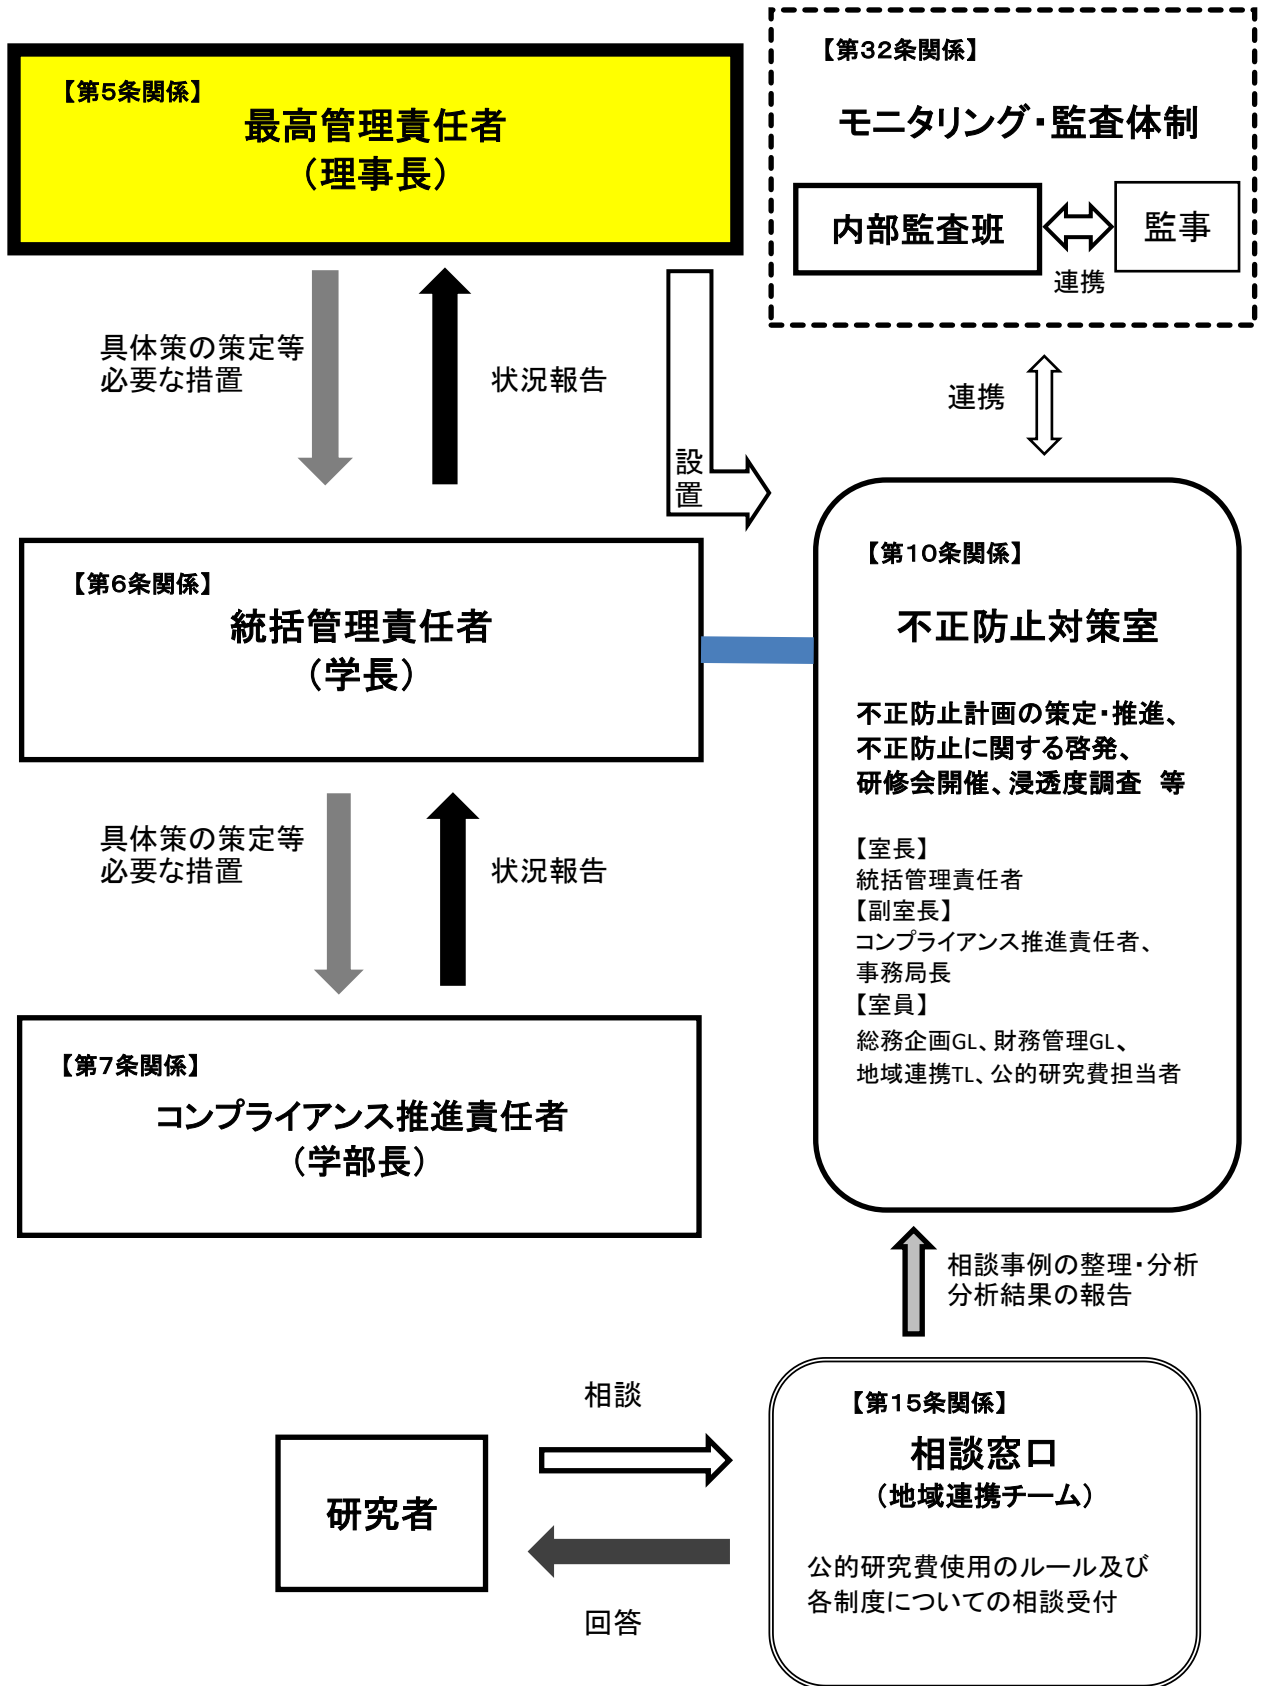 【第5条関係】
最高管理責任者
（理事長）
【第32条関係】
モニタリング・監査体制
内部監査班
監事
連携
具体策の策定等
必要な措置
状況報告
設
置
連携
【第6条関係】
統括管理責任者
（学長）
【第10条関係】
不正防止対策室
不正防止計画の策定・推進、
不正防止に関する啓発、
研修会開催、浸透度調査　等
【室長】
統括管理責任者
【副室長】
コンプライアンス推進責任者、
事務局長
【室員】
総務企画GL、財務管理GL、
地域連携TL、公的研究費担当者
具体策の策定等
必要な措置
状況報告
【第7条関係】
コンプライアンス推進責任者
（学部長）
相談事例の整理・分析
分析結果の報告
相談
研究者
回答
【第15条関係】
相談窓口
（地域連携チーム）
公的研究費使用のルール及び
各制度についての相談受付